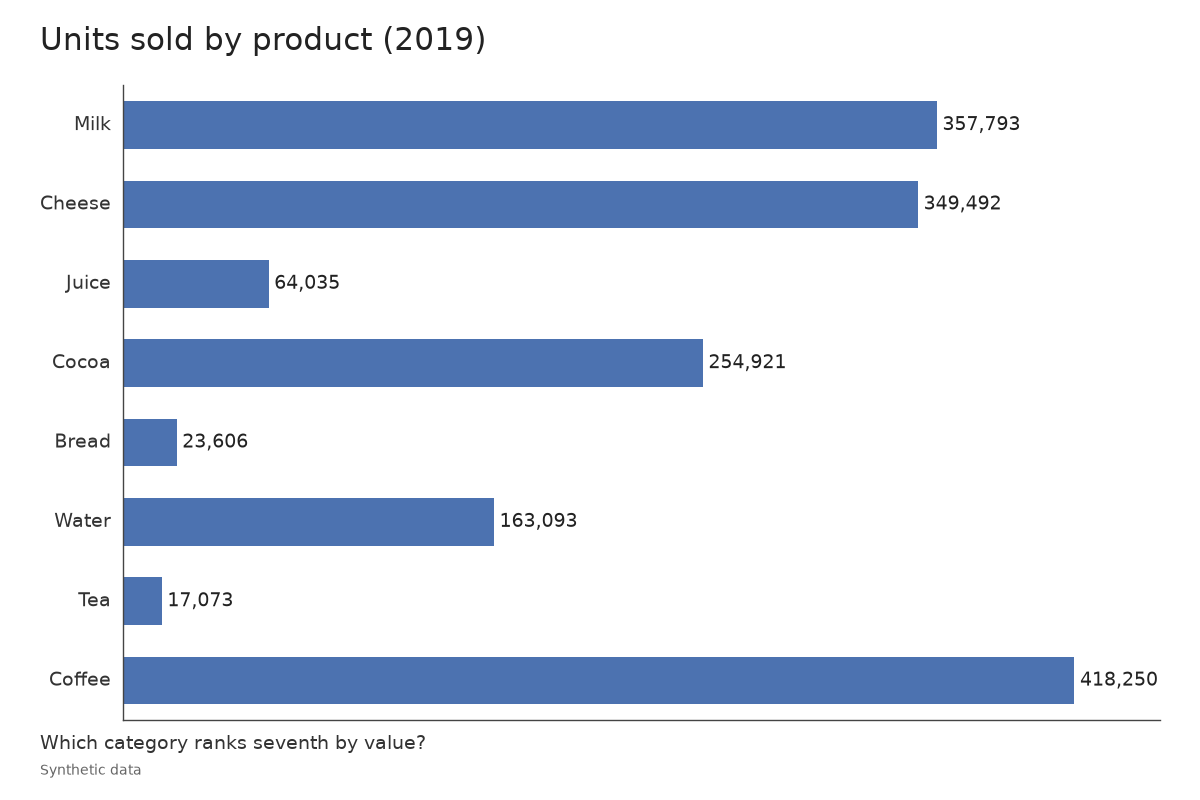 Units sold by product (2019)
Milk 357,793
Cheese 349,492
Juice 64,035
Cocoa 254,921
Bread 23,606
Water 163,093
Tea 17,073
Coffee 418,250
Which category ranks seventh by value?
Synthetic data